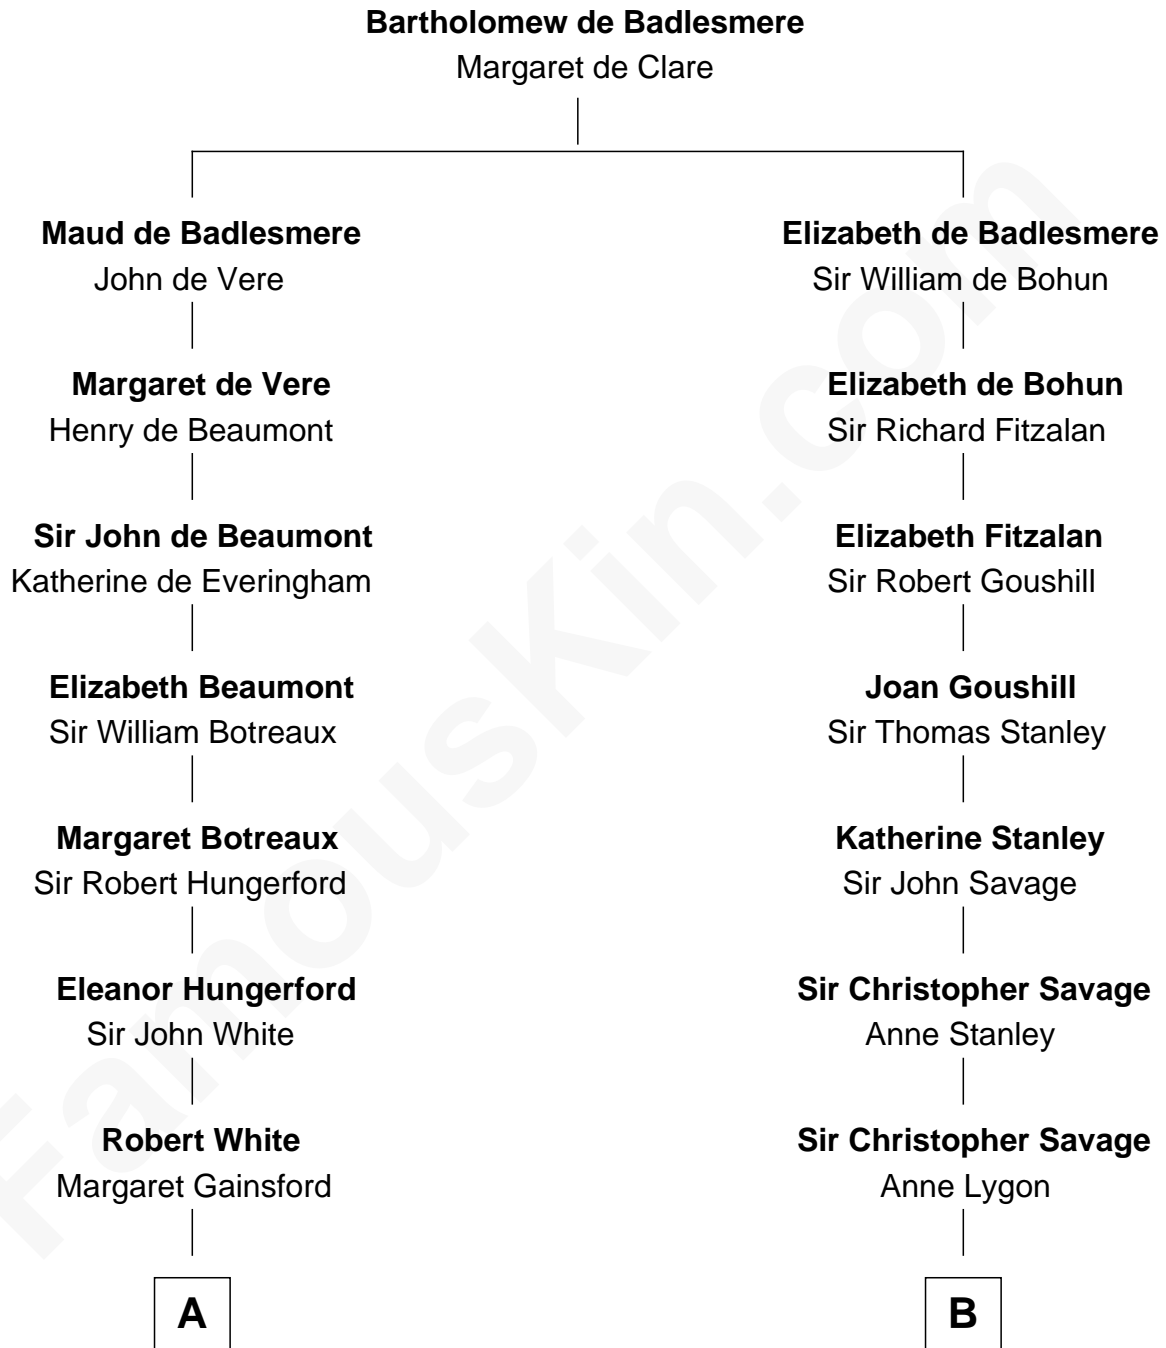 Bartholomew de Badlesmere
Margaret de Clare
Maud de Badlesmere
John de Vere
Elizabeth de Badlesmere
Sir William de Bohun
Margaret de Vere
Henry de Beaumont
Elizabeth de Bohun
Sir Richard Fitzalan
Sir John de Beaumont
Katherine de Everingham
Elizabeth Fitzalan
Sir Robert Goushill
Elizabeth Beaumont
Sir William Botreaux
Joan Goushill
Sir Thomas Stanley
Margaret Botreaux
Sir Robert Hungerford
Katherine Stanley
Sir John Savage
Eleanor Hungerford
Sir John White
Sir Christopher Savage
Anne Stanley
Robert White
Margaret Gainsford
Sir Christopher Savage
Anne Lygon
A
B
FamousKin.com